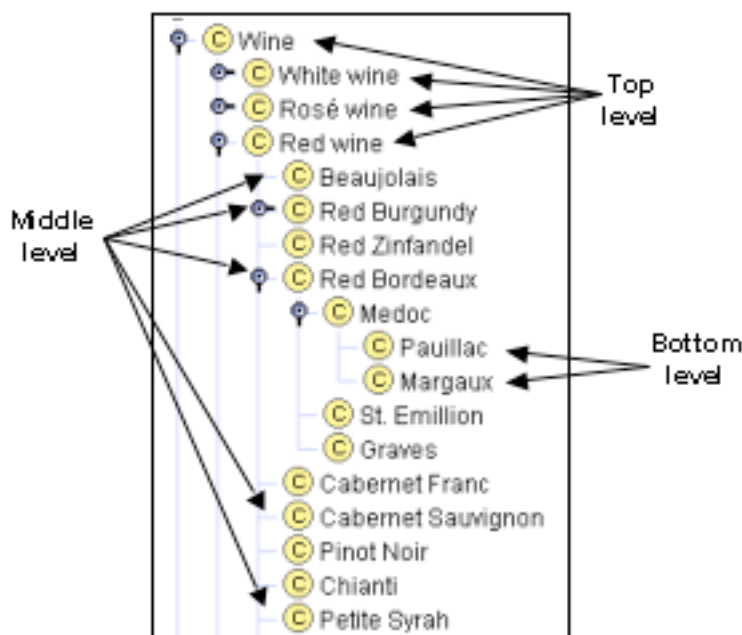 C Wine
C White wine
C Rosé wine
C Red wine
Top
level
C Beaujolais
C Red Burgundy
C Red Zinfandel
C Red Bordeaux
Middle
level
C Medoc
C Pauillac
C Margaux
Bottom
level
C St. Emillion
C Graves
C Cabernet Franc
C Cabernet Sauvignon
C Pinot Noir
C Chianti
C Petite Syrah